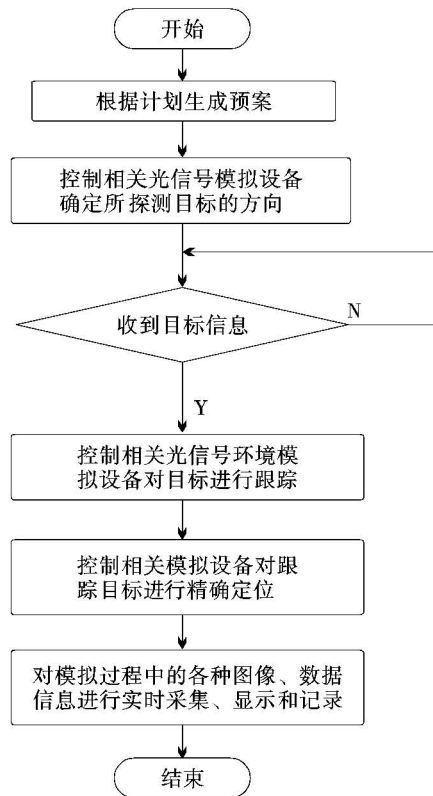 开始
根据计划生成预案
控制相关光信号模拟设备
确定所探测目标的方向
收到目标信息
N
Y
控制相关光信号环境模
拟设备对目标进行跟踪
控制相关模拟设备对跟
踪目标进行精确定位
对模拟过程中的各种图像、数据
信息进行实时采集、显示和记录
结束